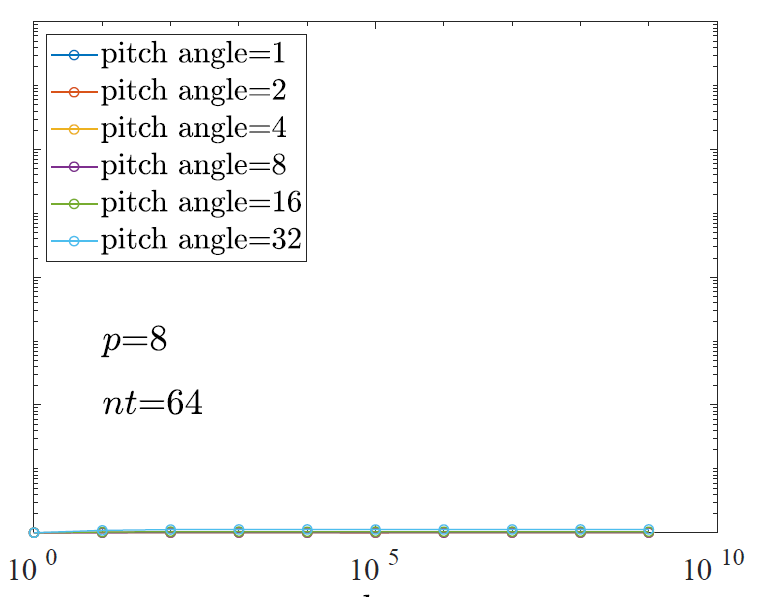 pitch angle=1
pitch angle=2
pitch angle=4
pitch angle=8
pitch angle=16
pitch angle=32
p=8
nt=64
10 0 10 5 10 10